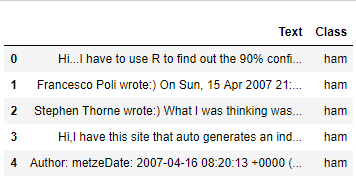 Text Class
0 Hi...I have to use R to find out the 90% confi... ham
1 Francesco Poli wrote:) On Sun, 15 Apr 2007 21:... ham
2 Stephen Thorne wrote:) What I was thinking was... ham
3 Hi,I have this site that auto generates an ind... ham
4 Author: metzeDate: 2007-04-16 08:20:13 +0000 (... ham